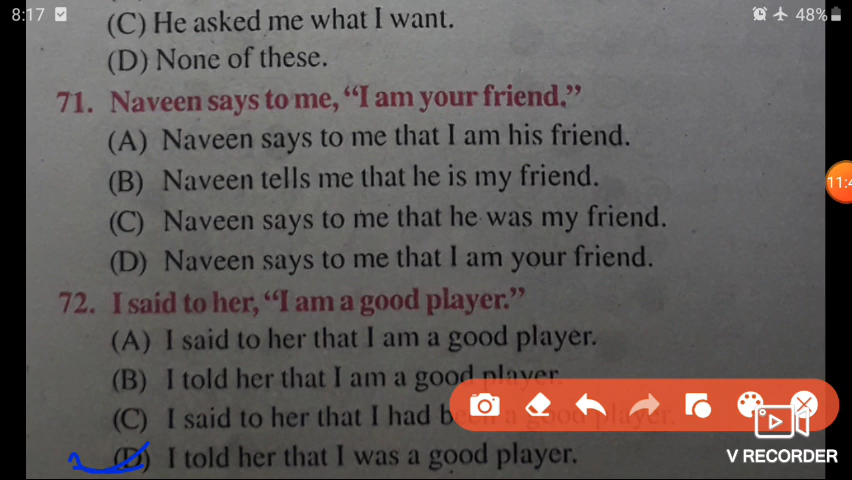 8:17
48%
(C) He asked me what I want.
(D) None of these.
71. Naveen says to me, “I am your friend.”
(A) Naveen says to me that I am his friend.
(B) Naveen tells me that he is my friend.
(C) Naveen says to me that he was my friend.
(D) Naveen says to me that I am your friend.
72. I said to her, “I am a good player.”
(A) I said to her that I am a good player.
(B) I told her that I am a good player.
(C) I said to her that I had been a good player.
(D) I told her that I was a good player.
V RECORDER